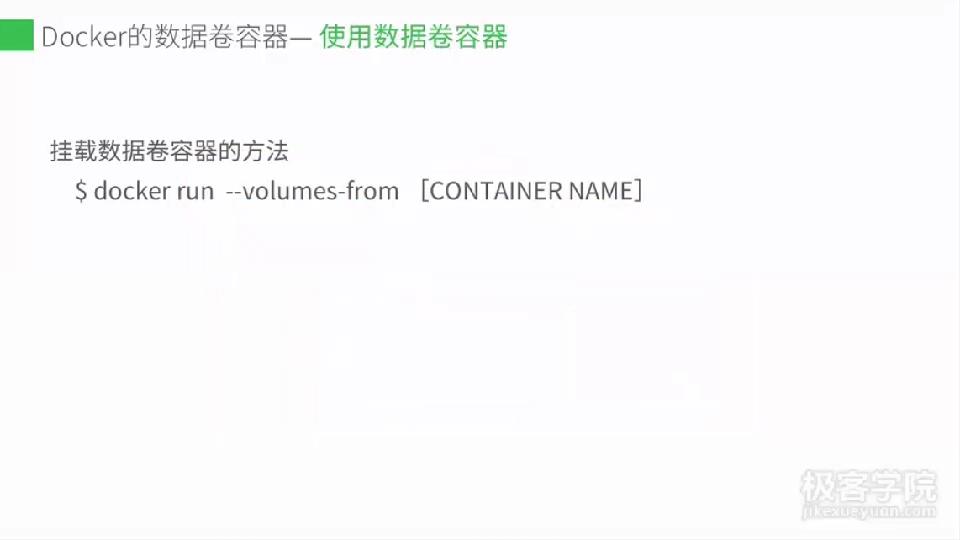 Docker的数据卷容器— 使用数据卷容器
挂载数据卷容器的方法
$ docker run --volumes-from [CONTAINER NAME]
极客学院
jikexueyuan.com